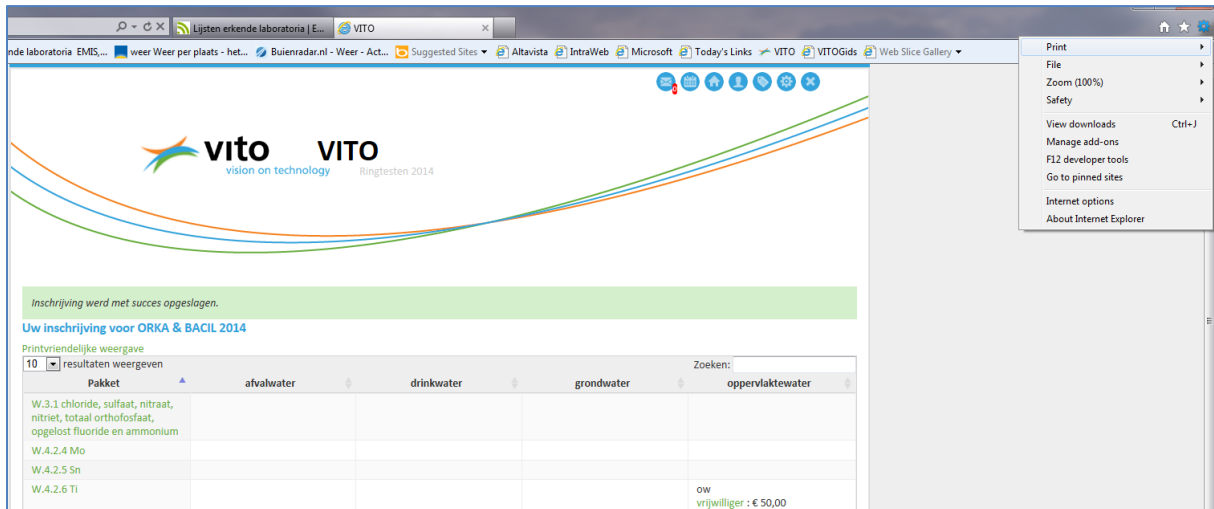 Lijsten erkende laboratoria | E...
VITO
nde laboratoria EMIS,...
weer Weer per plaats - het...
Buienradar.nl - Weer - Act...
Suggested Sites
Altavista
IntraWeb
Microsoft
Today's Links
VITO
VITOGids
Web Slice Gallery
Print
File
Zoom (100%)
Safety
View downloads Ctrl+J
Manage add-ons
F12 developer tools
Go to pinned sites
Internet options
About Internet Explorer
0
vito
vision on technology
VITO
Ringtesten 2014
Inschrijving werd met succes opgeslagen.
Uw inschrijving voor ORKA & BACIL 2014
Printvriendelijke weergave
10 resultaten weergeven
Zoeken:
Pakket afvalwater drinkwater grondwater oppervlaktewater
W.3.1 chloride, sulfaat, nitraat,
nitriet, totaal orthofosfaat,
opgelost fluoride en ammonium
W.4.2.4 Mo
W.4.2.5 Sn
W.4.2.6 Ti
ow
vrijwilliger : € 50,00